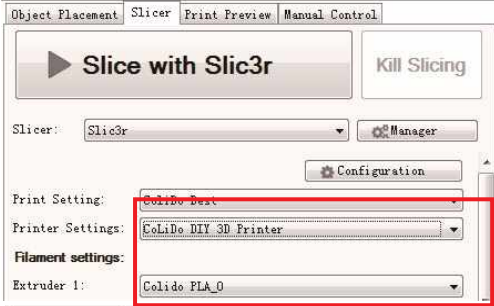 Object Placement Slicer Print Preview Manual Control
Slice with Slic3r Kill Slicing
Slicer: Slic3r Manager
Configuration
Print Setting: CoLiDo Best
Printer Settings: CoLiDo DIY 3D Printer
Filament settings:
Extruder 1: Colido PLA_O